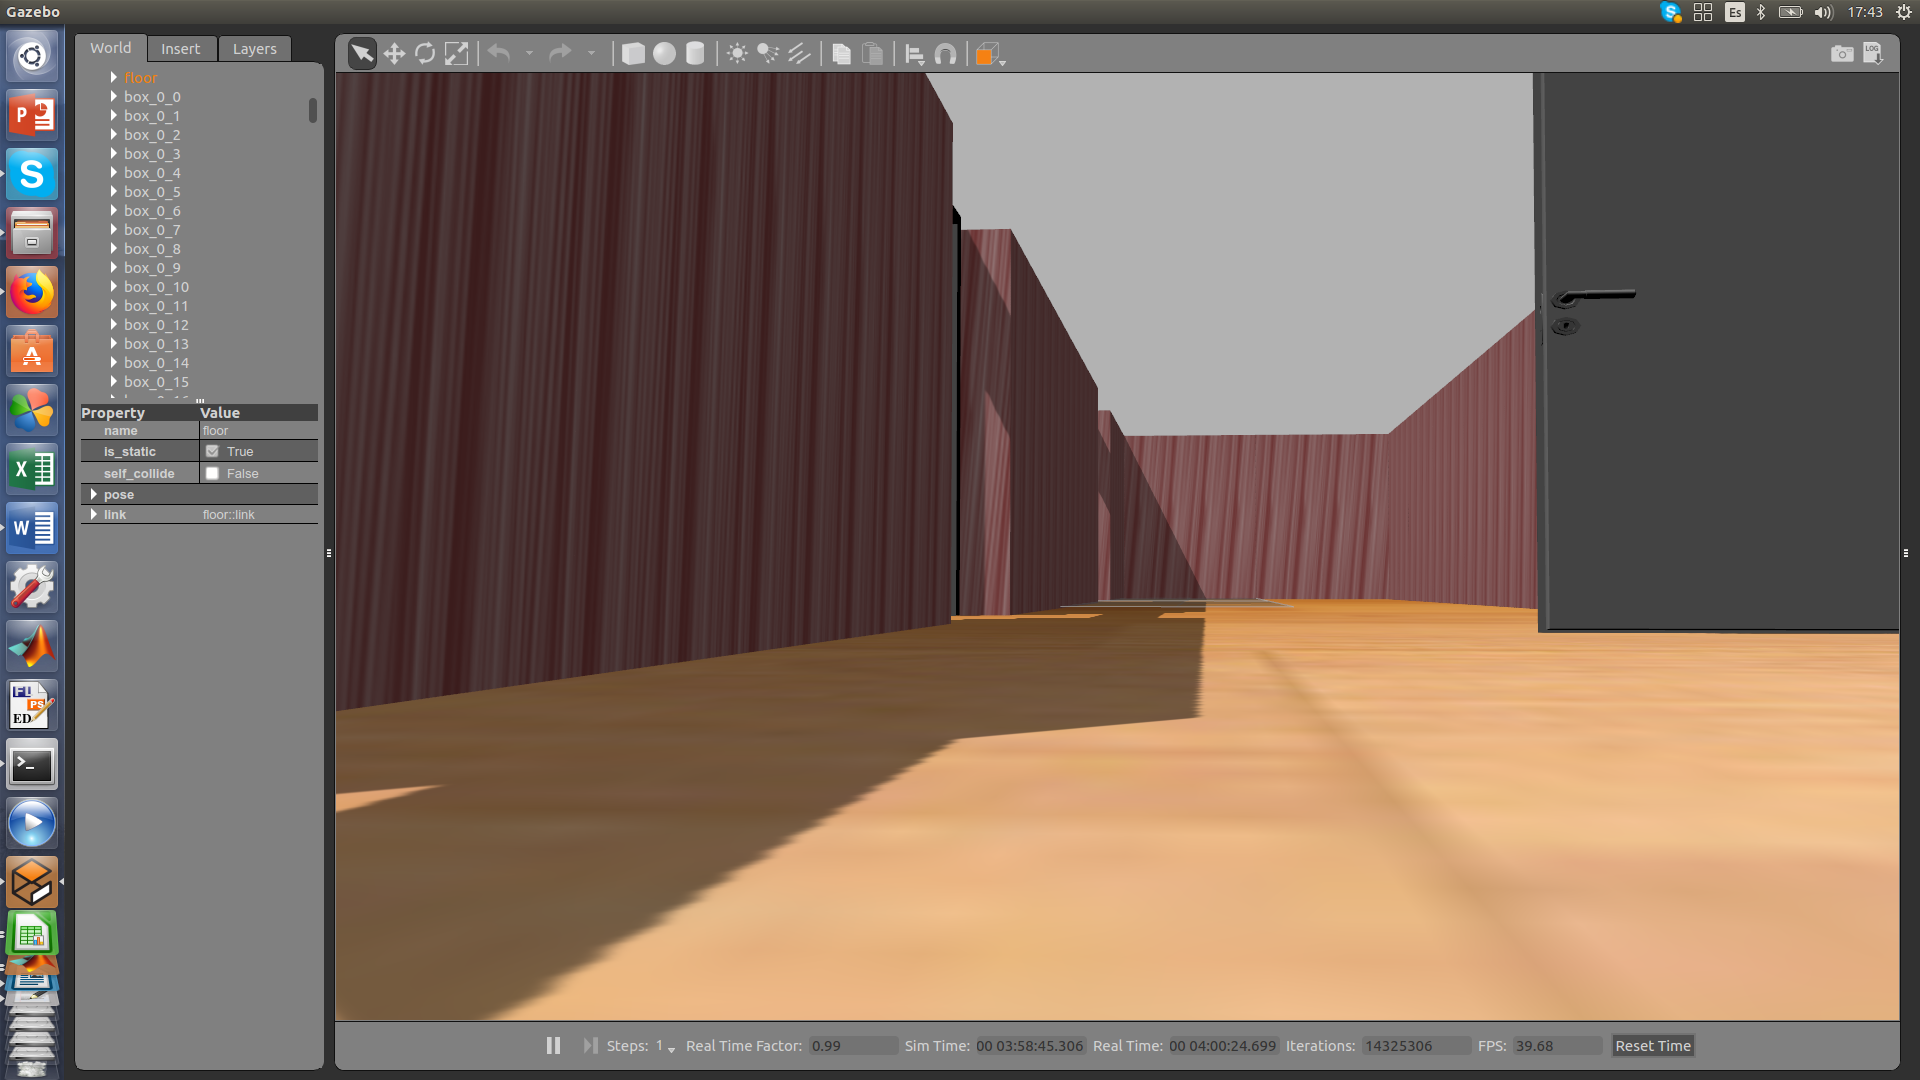 Gazebo
Es
17:43
World
Insert
Layers
LOG
floor
box_0_0
box_0_1
box_0_2
box_0_3
box_0_4
box_0_5
box_0_6
box_0_7
box_0_8
box_0_9
box_0_10
box_0_11
box_0_12
box_0_13
box_0_14
box_0_15
Property Value
name floor
is_static True
self_collide False
pose
link floor::link
Steps: 1 Real Time Factor: 0.99 Sim Time: 00 03:58:45.306 Real Time: 00 04:00:24.699 Iterations: 14325306 FPS: 39.68 Reset Time